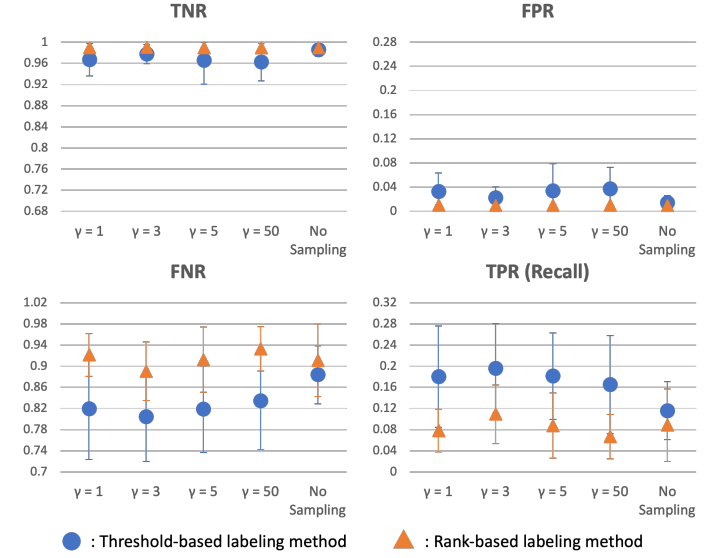 TNR
1
0.96
0.92
0.88
0.84
0.8
0.76
0.72
0.68
γ = 1 γ = 3 γ = 5 γ = 50 No
Sampling
FPR
0.28
0.24
0.2
0.16
0.12
0.08
0.04
0
γ = 1 γ = 3 γ = 5 γ = 50 No
Sampling
FNR
1.02
0.98
0.94
0.9
0.86
0.82
0.78
0.74
0.7
γ = 1 γ = 3 γ = 5 γ = 50 No
Sampling
TPR (Recall)
0.32
0.28
0.24
0.2
0.16
0.12
0.08
0.04
0
γ = 1 γ = 3 γ = 5 γ = 50 No
Sampling
: Threshold-based labeling method : Rank-based labeling method